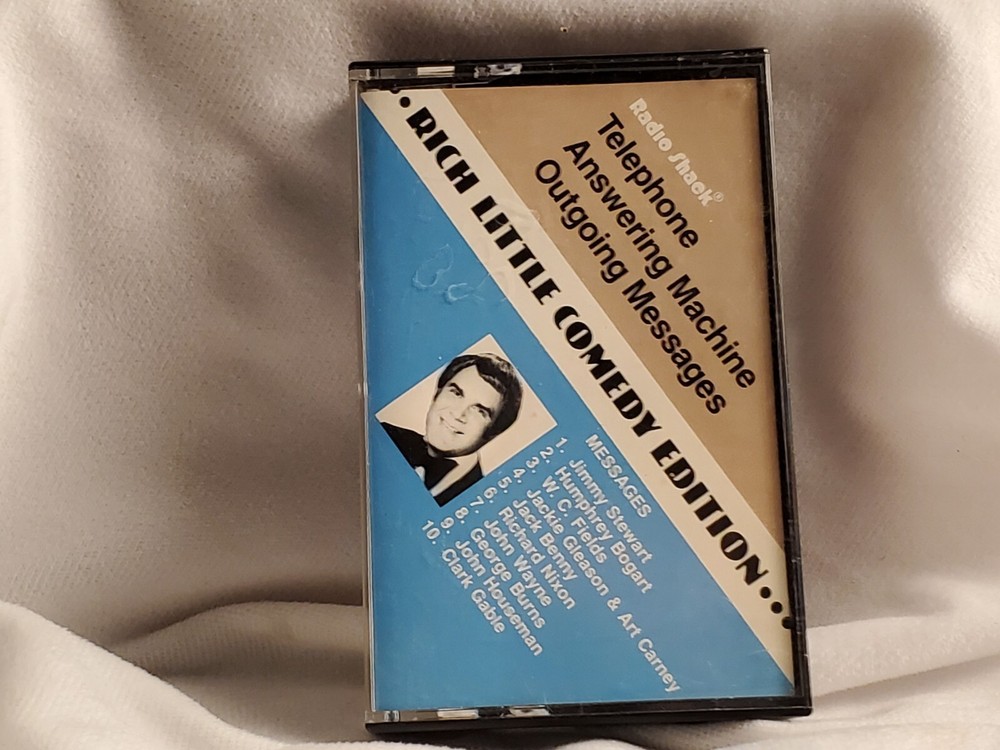 Radio Shack®
Telephone
Answering Machine
Outgoing Messages
RICH LITTLE COMEDY EDITION
MESSAGES
1. Jimmy Stewart
2. Humphrey Bogart
3. W. C. Fields
4. Jackie Gleason & Art Carney
5. Jack Benny
6. Richard Nixon
7. John Wayne
8. George Burns
9. John Houseman
10. Clark Gable